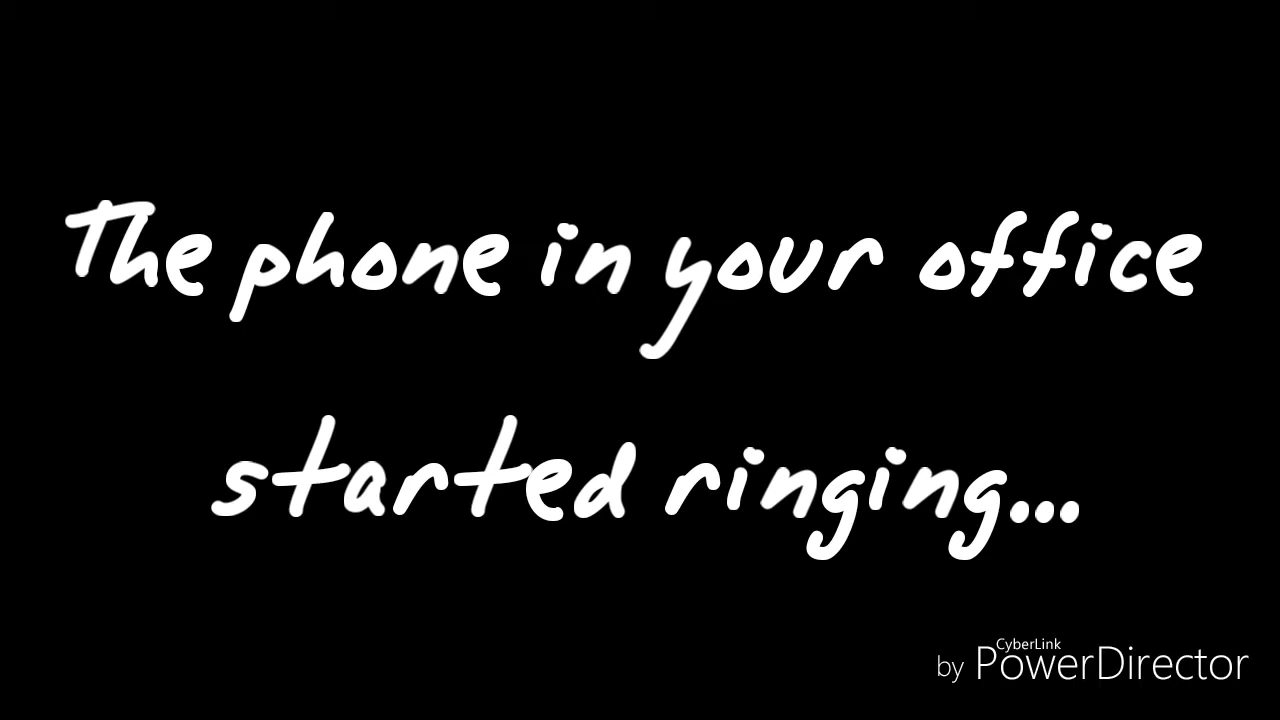 The phone in your office
started ringing...
CyberLink
by PowerDirector